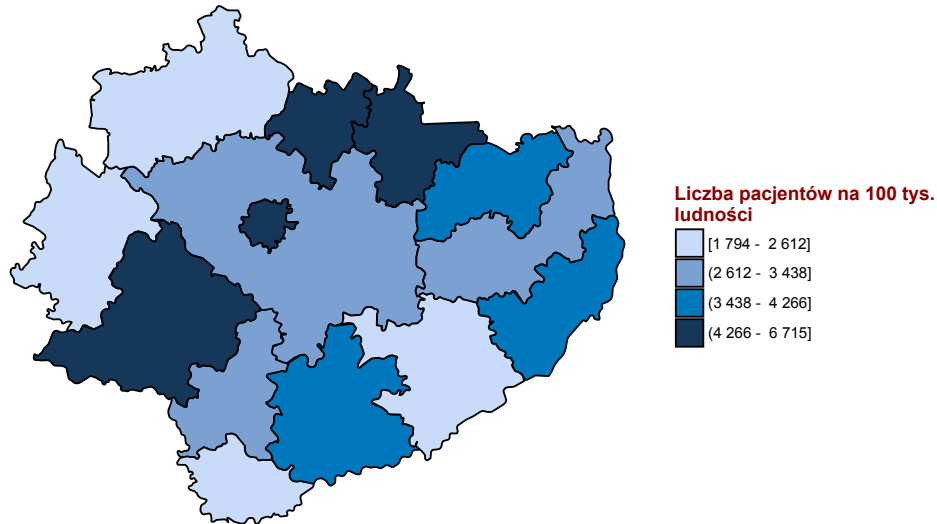 Liczba pacjentów na 100 tys.
ludności
[1 794 - 2 612]
(2 612 - 3 438]
(3 438 - 4 266]
(4 266 - 6 715]